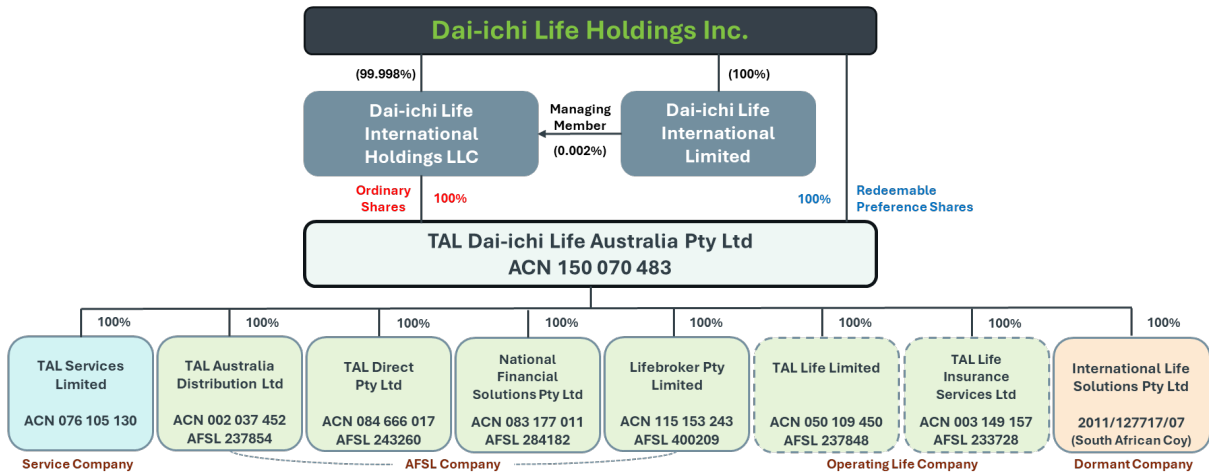 Dai-ichi Life Holdings Inc.
(99.998%)
(100%)
Dai-ichi Life
International
Holdings LLC
Managing
Member
(0.002%)
Dai-ichi Life
International
Limited
Ordinary
Shares
100%
100%
Redeemable
Preference Shares
TAL Dai-ichi Life Australia Pty Ltd
ACN 150 070 483
100%
100%
100%
100%
100%
100%
100%
100%
TAL Services
Limited
ACN 076 105 130
TAL Australia
Distribution Ltd
ACN 002 037 452
AFSL 237854
TAL Direct
Pty Ltd
ACN 084 666 017
AFSL 243260
National
Financial
Solutions Pty Ltd
ACN 083 177 011
AFSL 284182
Lifebroker Pty
Limited
ACN 115 153 243
AFSL 400209
TAL Life Limited
ACN 050 109 450
AFSL 237848
TAL Life
Insurance
Services Ltd
ACN 003 149 157
AFSL 233728
International Life
Solutions Pty Ltd
2011/127717/07
(South African Coy)
Service Company
AFSL Company
Operating Life Company
Dormant Company